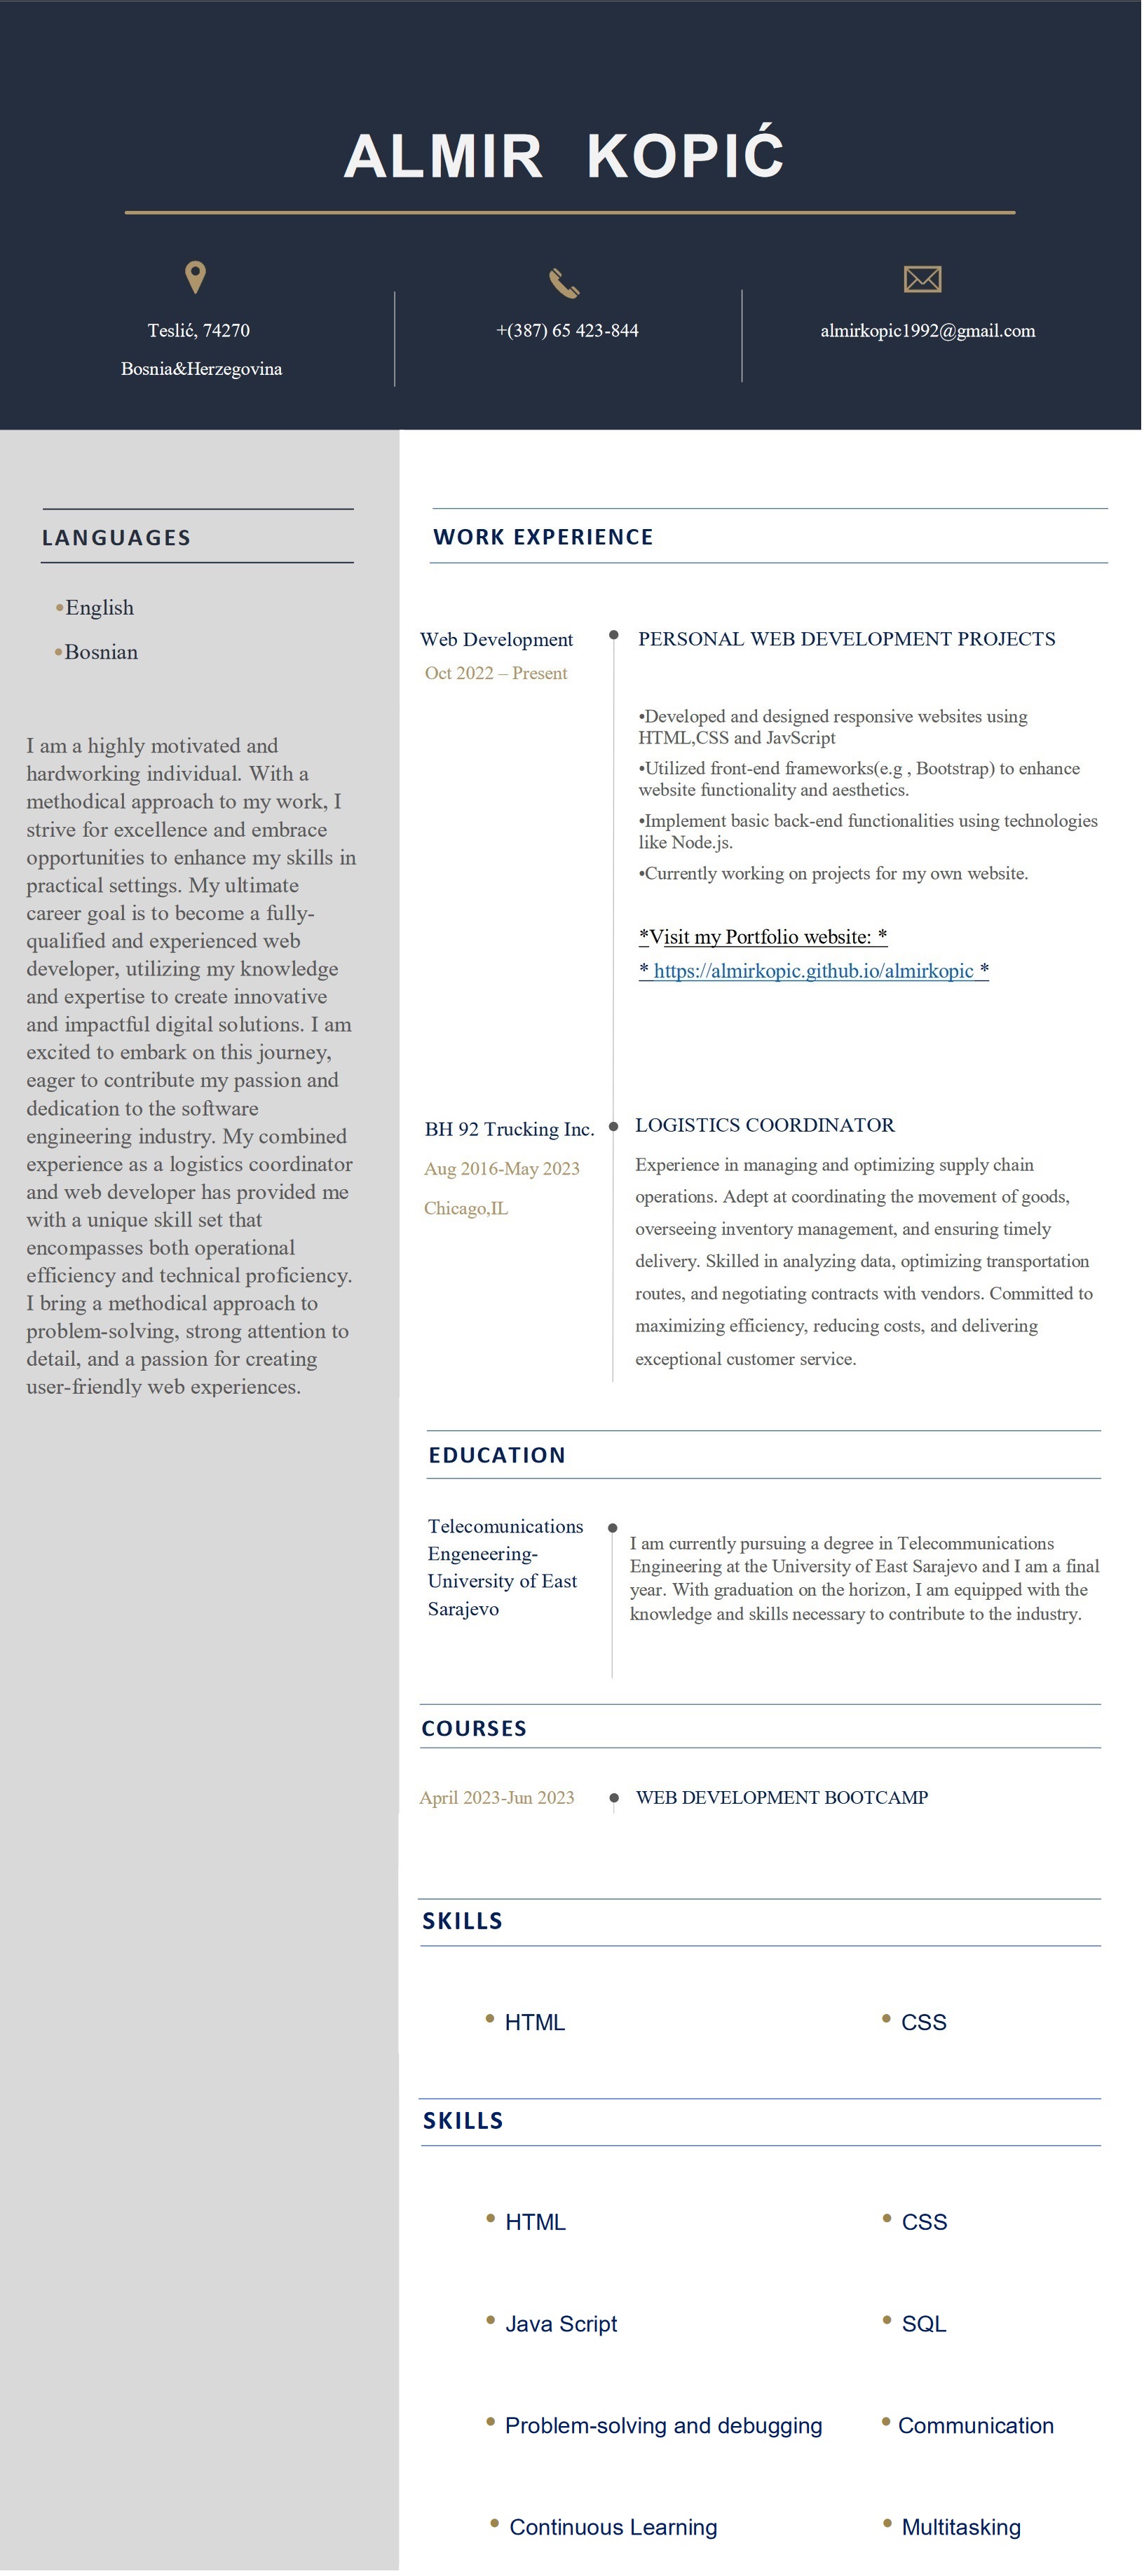 ALMIR KOPIĆ
Teslić, 74270
Bosnia&Herzegovina
+(387) 65 423-844
almirkopic1992@gmail.com
LANGUAGES
•English
•Bosnian
I am a highly motivated and
hardworking individual. With a
methodical approach to my work, I
strive for excellence and embrace
opportunities to enhance my skills in
practical settings. My ultimate
career goal is to become a fully-
qualified and experienced web
developer, utilizing my knowledge
and expertise to create innovative
and impactful digital solutions. I am
excited to embark on this journey,
eager to contribute my passion and
dedication to the software
engineering industry. My combined
experience as a logistics coordinator
and web developer has provided me
with a unique skill set that
encompasses both operational
efficiency and technical proficiency.
I bring a methodical approach to
problem-solving, strong attention to
detail, and a passion for creating
user-friendly web experiences.
WORK EXPERIENCE
Web Development
Oct 2022 – Present
PERSONAL WEB DEVELOPMENT PROJECTS
•Developed and designed responsive websites using
HTML,CSS and JavScript
•Utilized front-end frameworks(e.g , Bootstrap) to enhance
website functionality and aesthetics.
•Implement basic back-end functionalities using technologies
like Node.js.
•Currently working on projects for my own website.
*Visit my Portfolio website: *
* https://almirkopic.github.io/almirkopic *
BH 92 Trucking Inc.
Aug 2016-May 2023
Chicago,IL
LOGISTICS COORDINATOR
Experience in managing and optimizing supply chain
operations. Adept at coordinating the movement of goods,
overseeing inventory management, and ensuring timely
delivery. Skilled in analyzing data, optimizing transportation
routes, and negotiating contracts with vendors. Committed to
maximizing efficiency, reducing costs, and delivering
exceptional customer service.
EDUCATION
Telecomunications
Engeneering-
University of East
Sarajevo
I am currently pursuing a degree in Telecommunications
Engineering at the University of East Sarajevo and I am a final
year. With graduation on the horizon, I am equipped with the
knowledge and skills necessary to contribute to the industry.
COURSES
April 2023-Jun 2023
WEB DEVELOPMENT BOOTCAMP
SKILLS
• HTML
• CSS
SKILLS
• HTML
• CSS
• Java Script
• SQL
• Problem-solving and debugging
• Communication
• Continuous Learning
• Multitasking